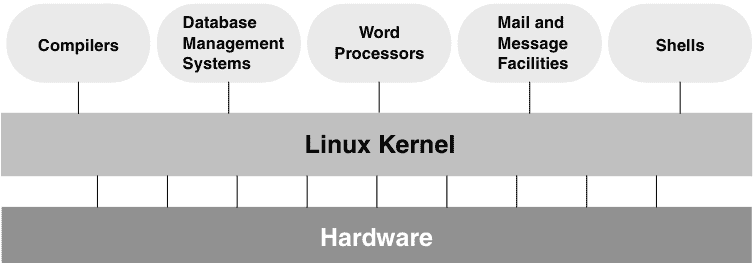 Compilers
Database
Management
Systems
Word
Processors
Mail and
Message
Facilities
Shells
Linux Kernel
Hardware